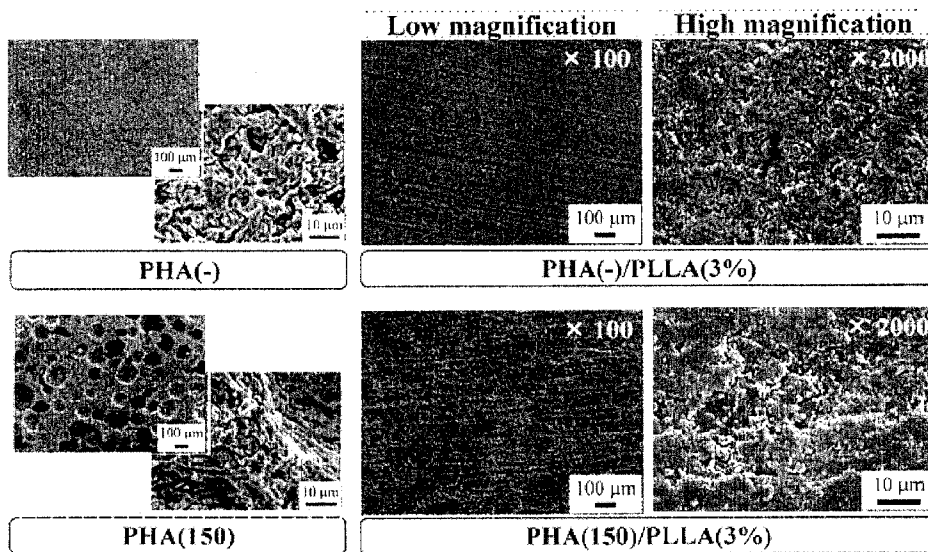 Low magnification
High magnification
× 100
× 2000
100 µm
10 µm
100 µm
10 µm
PHA(-)
PHA(-)/PLLA(3%)
× 100
× 2000
100 µm
10 µm
100 µm
10 µm
PHA(150)
PHA(150)/PLLA(3%)